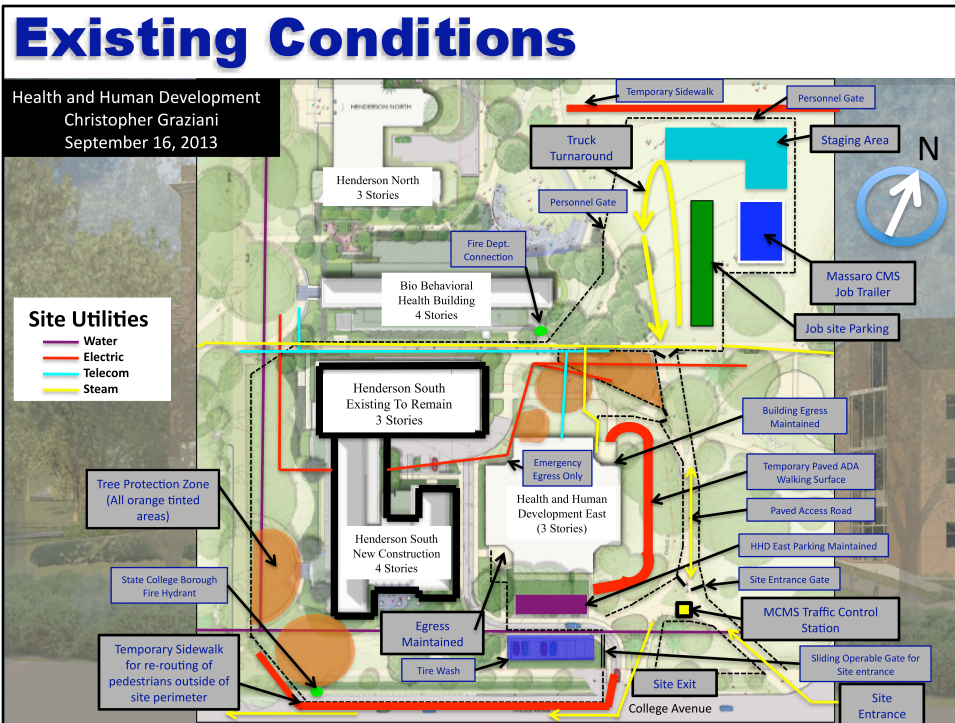 Existing Conditions
Health and Human Development
Christopher Graziani
September 16, 2013
HENDERSON NORTH
Henderson North
3 Stories
Temporary Sidewalk
Personnel Gate
Truck
Turnaround
Staging Area
N
Personnel Gate
Fire Dept.
Connection
Bio Behavioral
Health Building
4 Stories
Massaro CMS
Job Trailer
Job site Parking
Site Utilities
Water
Electric
Telecom
Steam
Henderson South
Existing To Remain
3 Stories
Building Egress
Maintained
Emergency
Egress Only
Temporary Paved ADA
Walking Surface
Tree Protection Zone
(All orange tinted
areas)
Health and Human
Development East
(3 Stories)
Paved Access Road
Henderson South
New Construction
4 Stories
HHD East Parking Maintained
State College Borough
Fire Hydrant
Site Entrance Gate
MCMS Traffic Control
Station
Egress
Maintained
Temporary Sidewalk
for re-routing of
pedestrians outside of
site perimeter
Tire Wash
Sliding Operable Gate for
Site entrance
Site Exit
Site
Entrance
College Avenue